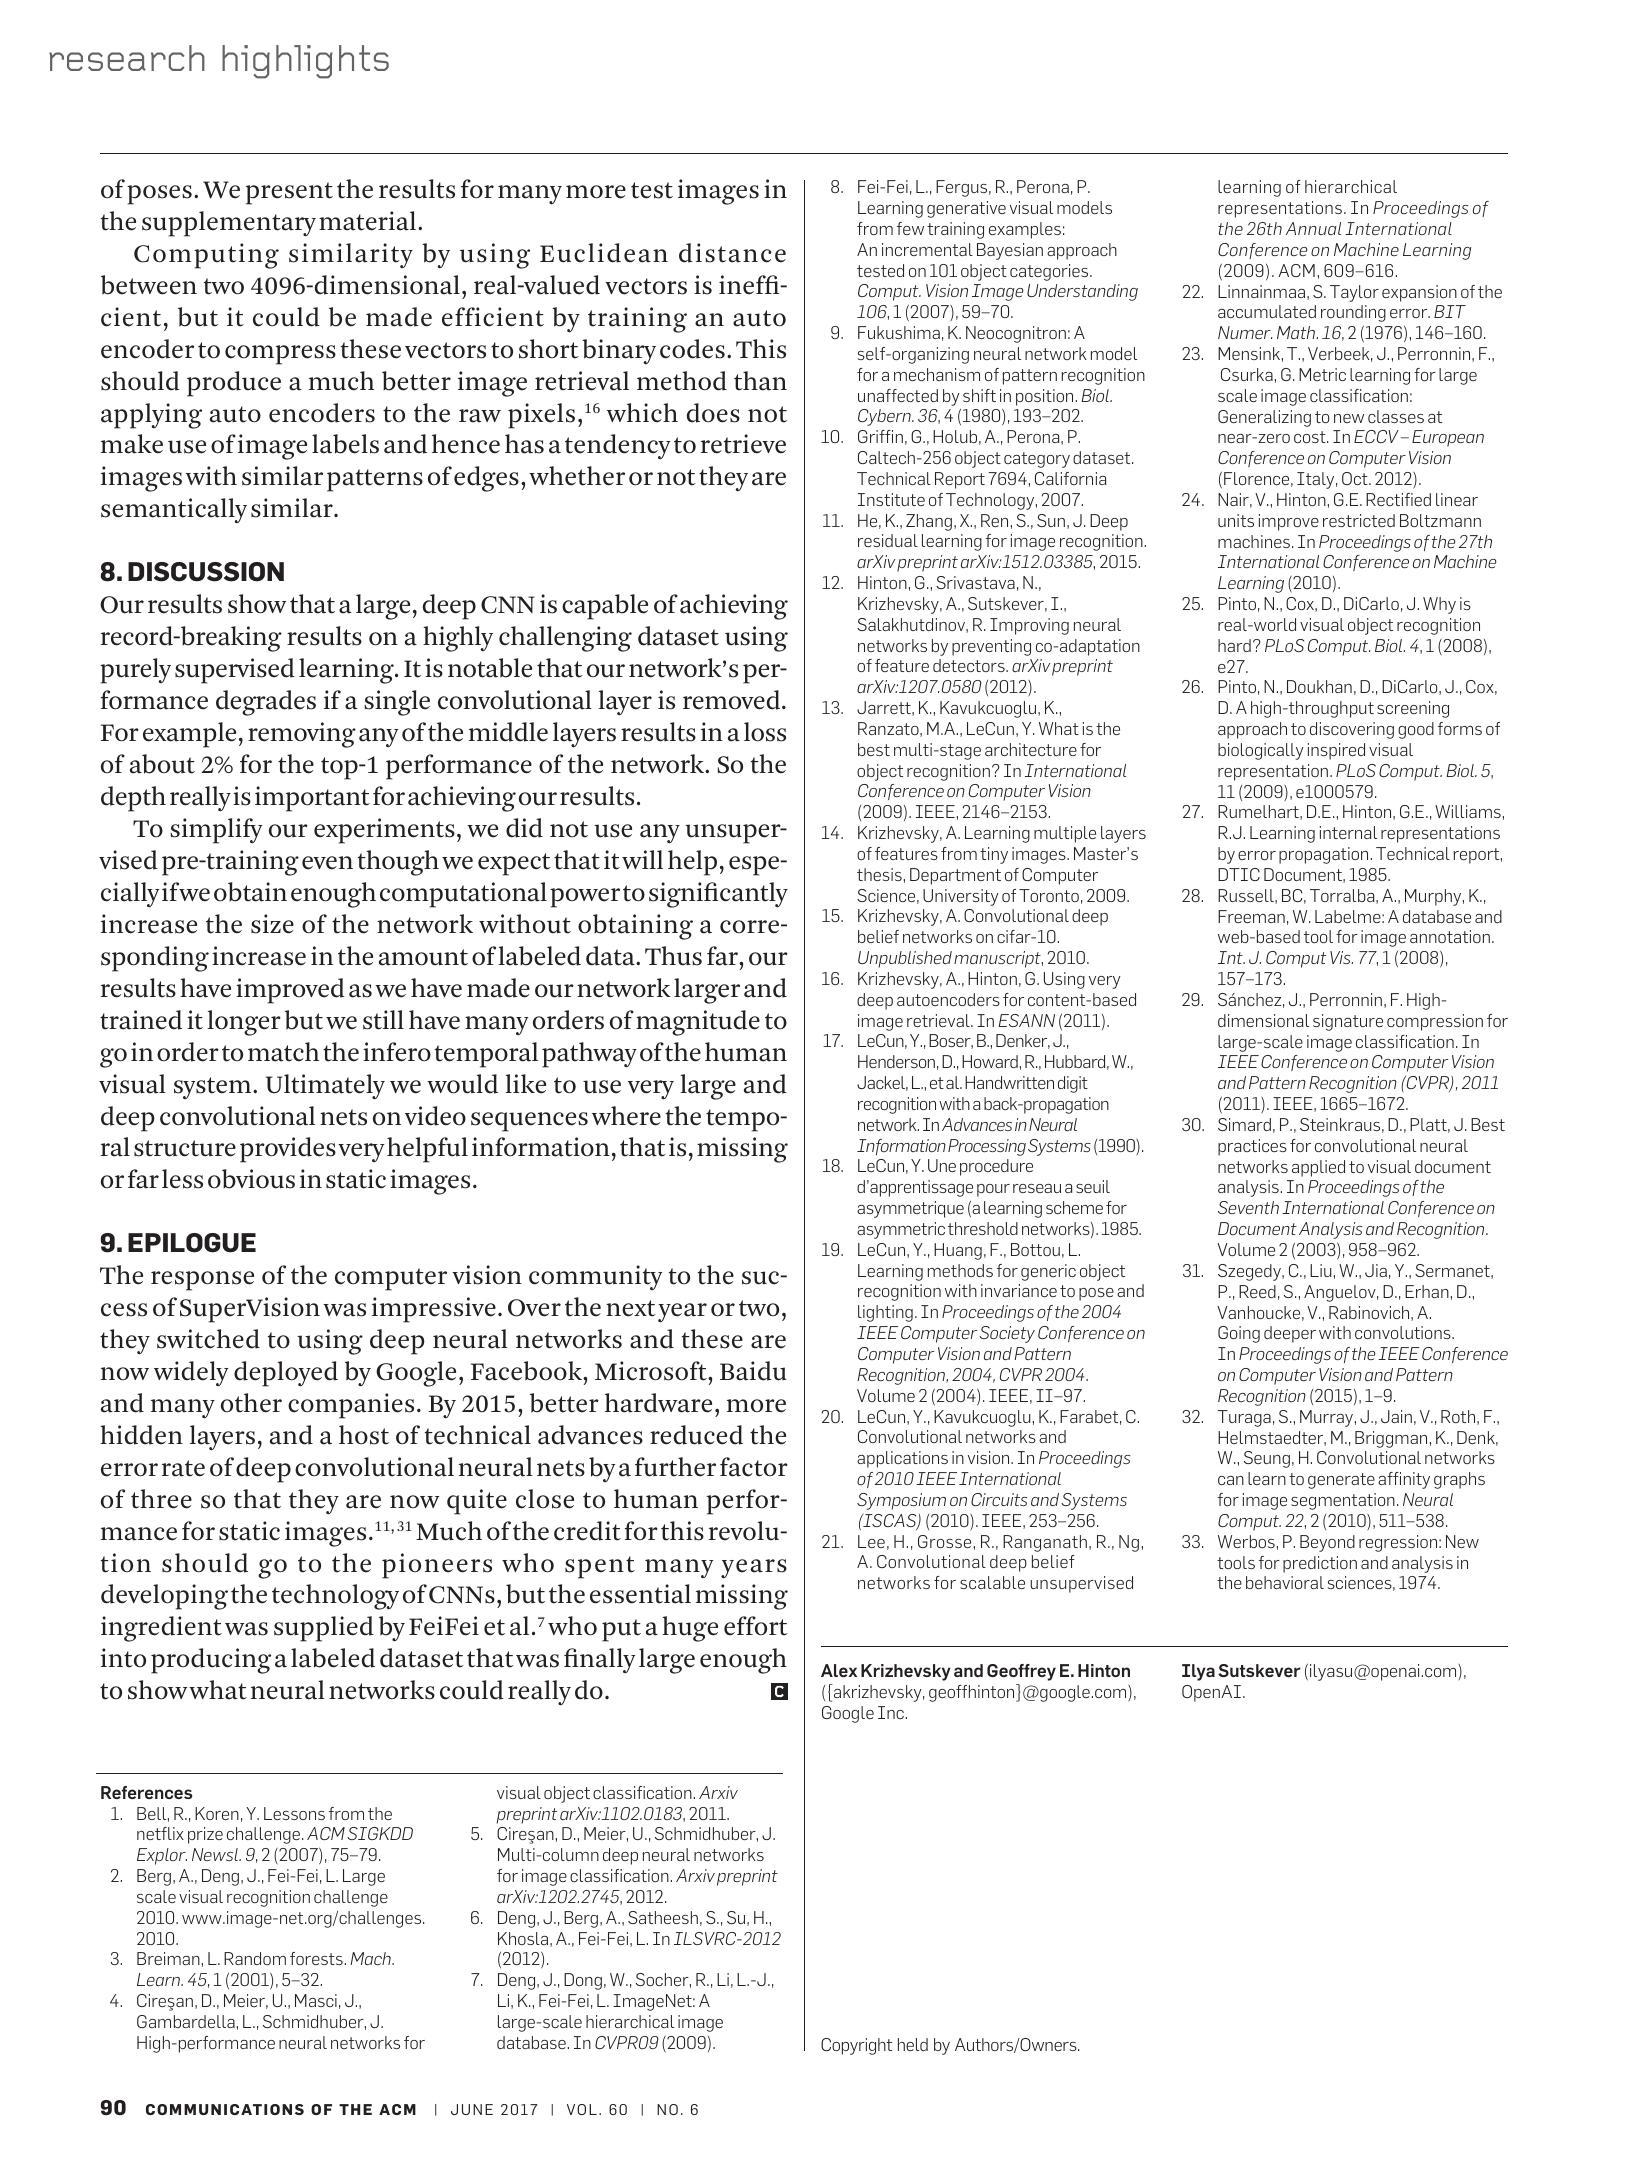 research highlights
of poses. We present the results for many more test images in
the supplementary material.
Computing similarity by using Euclidean distance
between two 4096-dimensional, real-valued vectors is ineffi-
cient, but it could be made efficient by training an auto
encoder to compress these vectors to short binary codes. This
should produce a much better image retrieval method than
applying auto encoders to the raw pixels,16 which does not
make use of image labels and hence has a tendency to retrieve
images with similar patterns of edges, whether or not they are
semantically similar.
8. DISCUSSION
Our results show that a large, deep CNN is capable of achieving
record-breaking results on a highly challenging dataset using
purely supervised learning. It is notable that our network's per-
formance degrades if a single convolutional layer is removed.
For example, removing any of the middle layers results in a loss
of about 2% for the top-1 performance of the network. So the
depth really is important for achieving our results.
To simplify our experiments, we did not use any unsuper-
vised pre-training even though we expect that it will help, espe-
cially if we obtain enough computational power to significantly
increase the size of the network without obtaining a corre-
sponding increase in the amount of labeled data. Thus far, our
results have improved as we have made our network larger and
trained it longer but we still have many orders of magnitude to
go in order to match the infero temporal pathway of the human
visual system. Ultimately we would like to use very large and
deep convolutional nets on video sequences where the tempo-
ral structure provides very helpful information, that is, missing
or far less obvious in static images.
9. EPILOGUE
The response of the computer vision community to the suc-
cess of SuperVision was impressive. Over the next year or two,
they switched to using deep neural networks and these are
now widely deployed by Google, Facebook, Microsoft, Baidu
and many other companies. By 2015, better hardware, more
hidden layers, and a host of technical advances reduced the
error rate of deep convolutional neural nets by a further factor
of three so that they are now quite close to human perfor-
mance for static images.11, 31 Much of the credit for this revolu-
tion should go to the pioneers who spent many years
developing the technology of CNNs, but the essential missing
ingredient was supplied by FeiFei et al.7 who put a huge effort
into producing a labeled dataset that was finally large enough
to show what neural networks could really do. C
References
1. Bell, R., Koren, Y. Lessons from the
netflix prize challenge. ACM SIGKDD
Explor. Newsl. 9, 2 (2007), 75–79.
2. Berg, A., Deng, J., Fei-Fei, L. Large
scale visual recognition challenge
2010. www.image-net.org/challenges.
2010.
3. Breiman, L. Random forests. Mach.
Learn. 45, 1 (2001), 5–32.
4. Cireşan, D., Meier, U., Masci, J.,
Gambardella, L., Schmidhuber, J.
High-performance neural networks for
visual object classification. Arxiv
preprint arXiv:1102.0183, 2011.
5. Cireşan, D., Meier, U., Schmidhuber, J.
Multi-column deep neural networks
for image classification. Arxiv preprint
arXiv:1202.2745, 2012.
6. Deng, J., Berg, A., Satheesh, S., Su, H.,
Khosla, A., Fei-Fei, L. In ILSVRC-2012
(2012).
7. Deng, J., Dong, W., Socher, R., Li, L.-J.,
Li, K., Fei-Fei, L. ImageNet: A
large-scale hierarchical image
database. In CVPR09 (2009).
8. Fei-Fei, L., Fergus, R., Perona, P.
Learning generative visual models
from few training examples:
An incremental Bayesian approach
tested on 101 object categories.
Comput. Vision Image Understanding
106, 1 (2007), 59–70.
9. Fukushima, K. Neocognitron: A
self-organizing neural network model
for a mechanism of pattern recognition
unaffected by shift in position. Biol.
Cybern. 36, 4 (1980), 193–202.
10. Griffin, G., Holub, A., Perona, P.
Caltech-256 object category dataset.
Technical Report 7694, California
Institute of Technology, 2007.
11. He, K., Zhang, X., Ren, S., Sun, J. Deep
residual learning for image recognition.
arXiv preprint arXiv:1512.03385, 2015.
12. Hinton, G., Srivastava, N.,
Krizhevsky, A., Sutskever, I.,
Salakhutdinov, R. Improving neural
networks by preventing co-adaptation
of feature detectors. arXiv preprint
arXiv:1207.0580 (2012).
13. Jarrett, K., Kavukcuoglu, K.,
Ranzato, M.A., LeCun, Y. What is the
best multi-stage architecture for
object recognition? In International
Conference on Computer Vision
(2009). IEEE, 2146–2153.
14. Krizhevsky, A. Learning multiple layers
of features from tiny images. Master's
thesis, Department of Computer
Science, University of Toronto, 2009.
15. Krizhevsky, A. Convolutional deep
belief networks on cifar-10.
Unpublished manuscript, 2010.
16. Krizhevsky, A., Hinton, G. Using very
deep autoencoders for content-based
image retrieval. In ESANN (2011).
17. LeCun, Y., Boser, B., Denker, J.,
Henderson, D., Howard, R., Hubbard, W.,
Jackel, L., et al. Handwritten digit
recognition with a back-propagation
network. In Advances in Neural
Information Processing Systems (1990).
18. LeCun, Y. Une procedure
d'apprentissage pour reseau a seuil
asymmetrique (a learning scheme for
asymmetric threshold networks). 1985.
19. LeCun, Y., Huang, F., Bottou, L.
Learning methods for generic object
recognition with invariance to pose and
lighting. In Proceedings of the 2004
IEEE Computer Society Conference on
Computer Vision and Pattern
Recognition, 2004, CVPR 2004.
Volume 2 (2004). IEEE, II–97.
20. LeCun, Y., Kavukcuoglu, K., Farabet, C.
Convolutional networks and
applications in vision. In Proceedings
of 2010 IEEE International
Symposium on Circuits and Systems
(ISCAS) (2010). IEEE, 253–256.
21. Lee, H., Grosse, R., Ranganath, R., Ng,
A. Convolutional deep belief
networks for scalable unsupervised
learning of hierarchical
representations. In Proceedings of
the 26th Annual International
Conference on Machine Learning
(2009). ACM, 609–616.
22. Linnainmaa, S. Taylor expansion of the
accumulated rounding error. BIT
Numer. Math. 16, 2 (1976), 146–160.
23. Mensink, T., Verbeek, J., Perronnin, F.,
Csurka, G. Metric learning for large
scale image classification:
Generalizing to new classes at
near-zero cost. In ECCV – European
Conference on Computer Vision
(Florence, Italy, Oct. 2012).
24. Nair, V., Hinton, G.E. Rectified linear
units improve restricted Boltzmann
machines. In Proceedings of the 27th
International Conference on Machine
Learning (2010).
25. Pinto, N., Cox, D., DiCarlo, J. Why is
real-world visual object recognition
hard? PLoS Comput. Biol. 4, 1 (2008),
e27.
26. Pinto, N., Doukhan, D., DiCarlo, J., Cox,
D. A high-throughput screening
approach to discovering good forms of
biologically inspired visual
representation. PLoS Comput. Biol. 5,
11 (2009), e1000579.
27. Rumelhart, D.E., Hinton, G.E., Williams,
R.J. Learning internal representations
by error propagation. Technical report,
DTIC Document, 1985.
28. Russell, BC, Torralba, A., Murphy, K.,
Freeman, W. Labelme: A database and
web-based tool for image annotation.
Int. J. Comput Vis. 77, 1 (2008),
157–173.
29. Sánchez, J., Perronnin, F. High-
dimensional signature compression for
large-scale image classification. In
IEEE Conference on Computer Vision
and Pattern Recognition (CVPR), 2011
(2011). IEEE, 1665–1672.
30. Simard, P., Steinkraus, D., Platt, J. Best
practices for convolutional neural
networks applied to visual document
analysis. In Proceedings of the
Seventh International Conference on
Document Analysis and Recognition.
Volume 2 (2003), 958–962.
31. Szegedy, C., Liu, W., Jia, Y., Sermanet,
P., Reed, S., Anguelov, D., Erhan, D.,
Vanhoucke, V., Rabinovich, A.
Going deeper with convolutions.
In Proceedings of the IEEE Conference
on Computer Vision and Pattern
Recognition (2015), 1–9.
32. Turaga, S., Murray, J., Jain, V., Roth, F.,
Helmstaedter, M., Briggman, K., Denk,
W., Seung, H. Convolutional networks
can learn to generate affinity graphs
for image segmentation. Neural
Comput. 22, 2 (2010), 511–538.
33. Werbos, P. Beyond regression: New
tools for prediction and analysis in
the behavioral sciences, 1974.
Alex Krizhevsky and Geoffrey E. Hinton
({akrizhevsky, geoffhinton}@google.com),
Google Inc.
Ilya Sutskever (ilyasu@openai.com),
OpenAI.
Copyright held by Authors/Owners.
90 COMMUNICATIONS OF THE ACM | JUNE 2017 | VOL. 60 | NO. 6